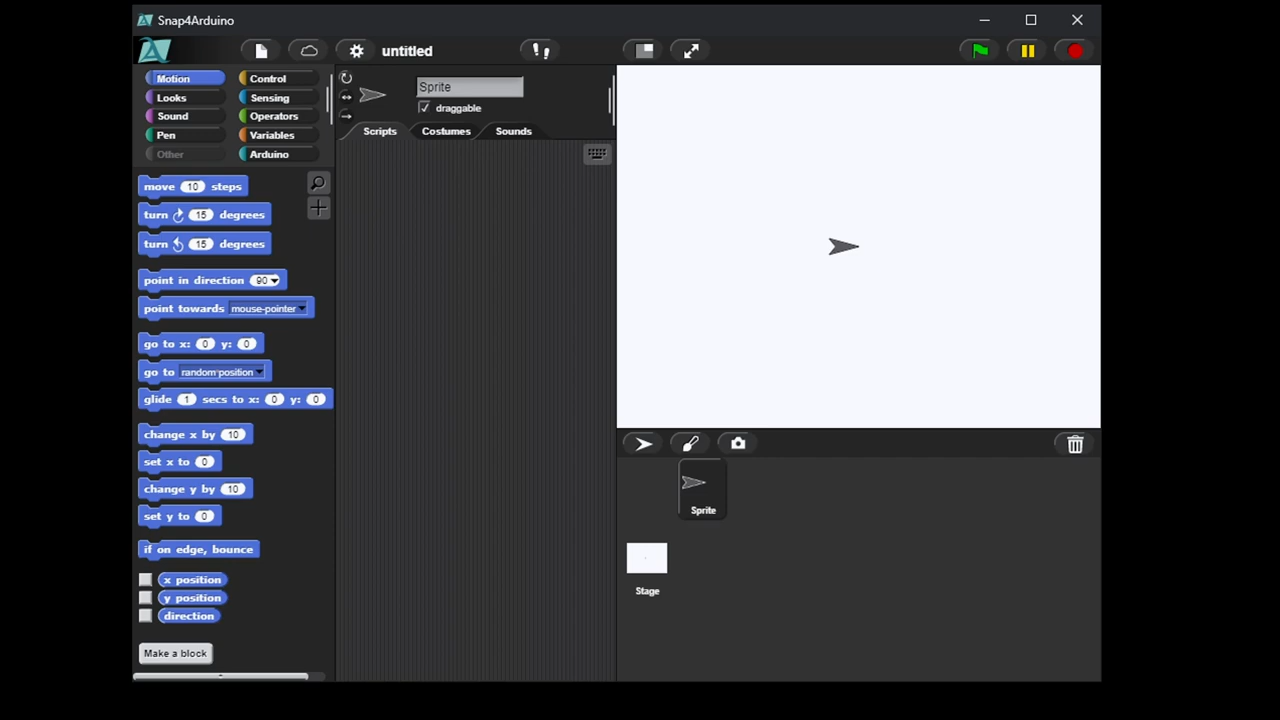 Snap4Arduino
untitled
Motion
Control
Looks
Sensing
Sound
Operators
Pen
Variables
Other
Arduino
move 10 steps
turn 15 degrees
turn 15 degrees
point in direction 90
point towards mouse-pointer
go to x: 0 y: 0
go to random position
glide 1 secs to x: 0 y: 0
change x by 10
set x to 0
change y by 10
set y to 0
if on edge, bounce
x position
y position
direction
Make a block
Sprite
draggable
Scripts Costumes Sounds
Sprite
Stage